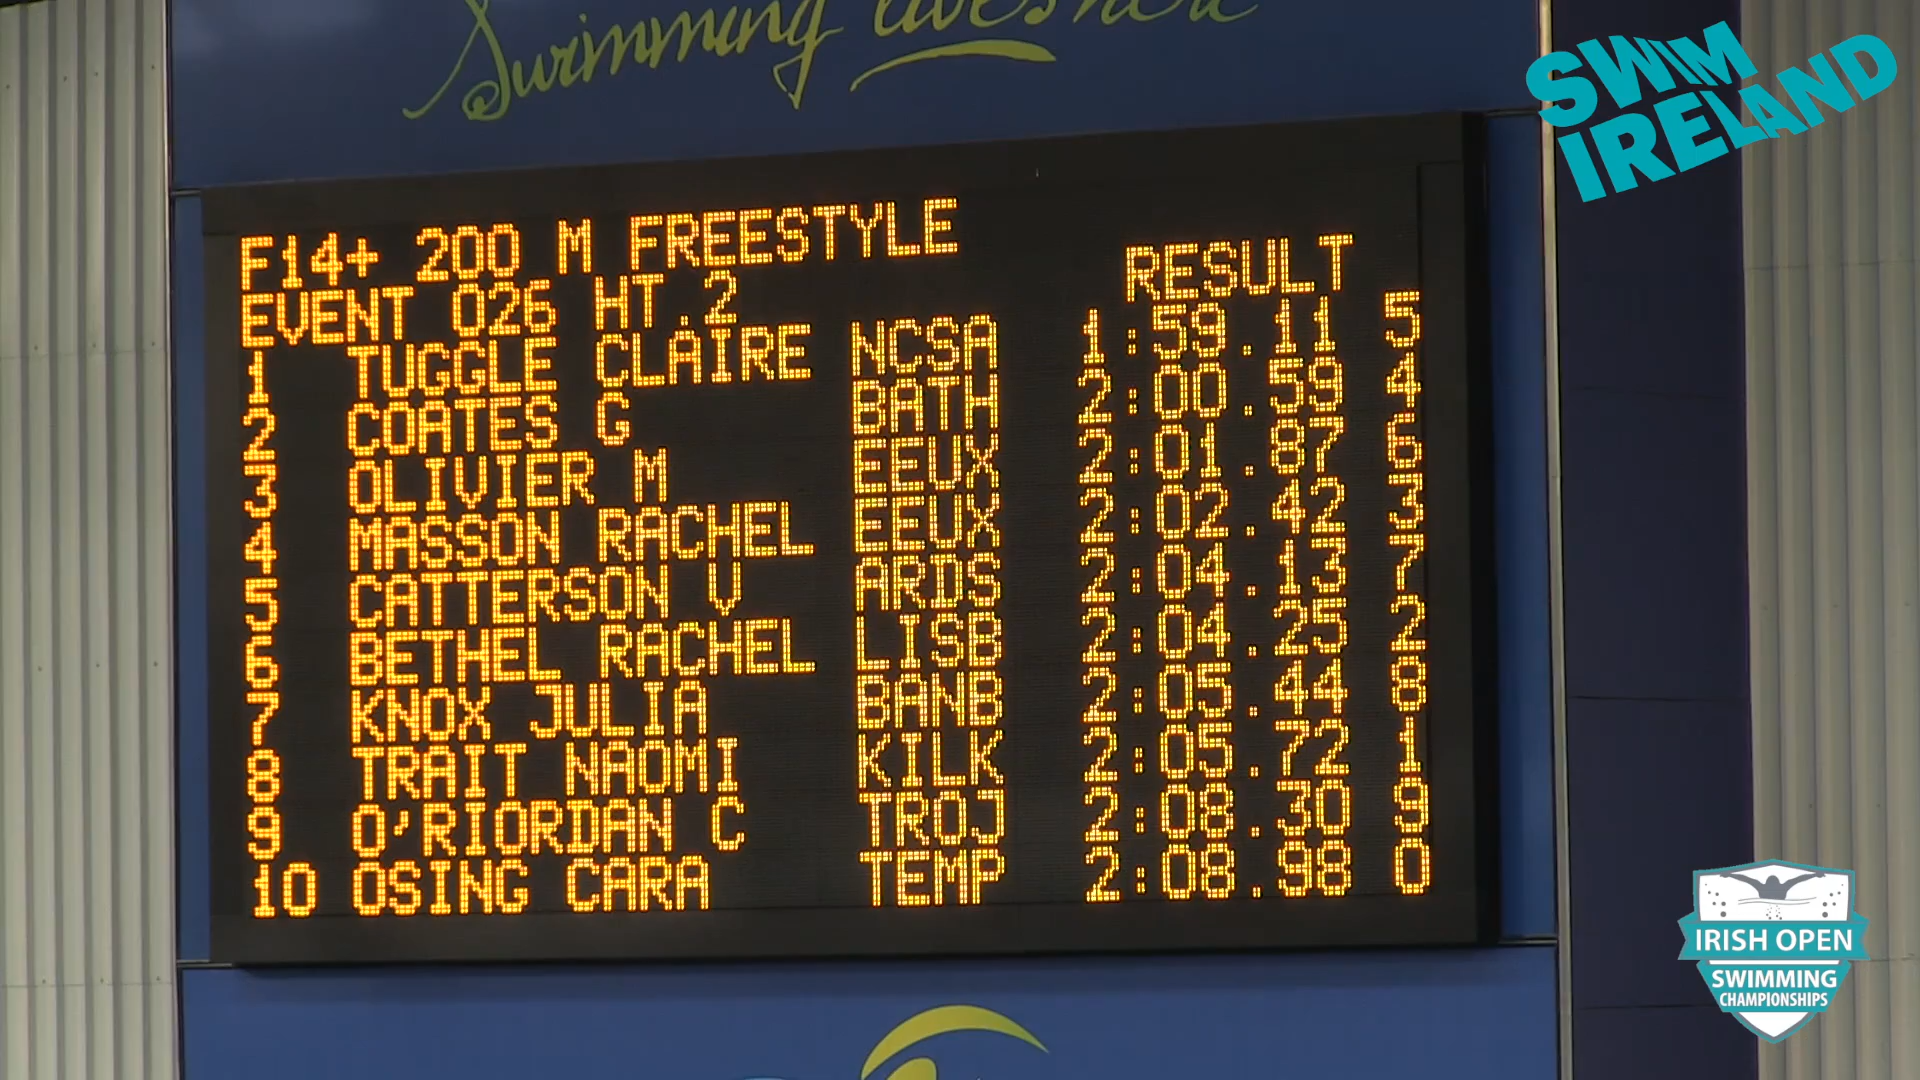 Swimming lives here
SWIM
IRELAND
F14+ 200 M FREESTYLE RESULT
EVENT 026 HT 2
1 TUGGLE CLAIRE NCSA 1:59.11 5
2 COATES G BATH 2:00.59 4
3 OLIVIER M EEUX 2:01.87 6
4 MASSON RACHEL EEUX 2:02.42 3
5 CATTERSON V ARDS 2:04.13 7
6 BETHEL RACHEL LISB 2:04.25 2
7 KNOX JULIA BANB 2:05.44 8
8 TRAIT NAOMI KILK 2:05.72 1
9 O'RIORDAN C TROJ 2:08.30 9
10 OSING CARA TEMP 2:08.98 0
IRISH OPEN
SWIMMING
CHAMPIONSHIPS